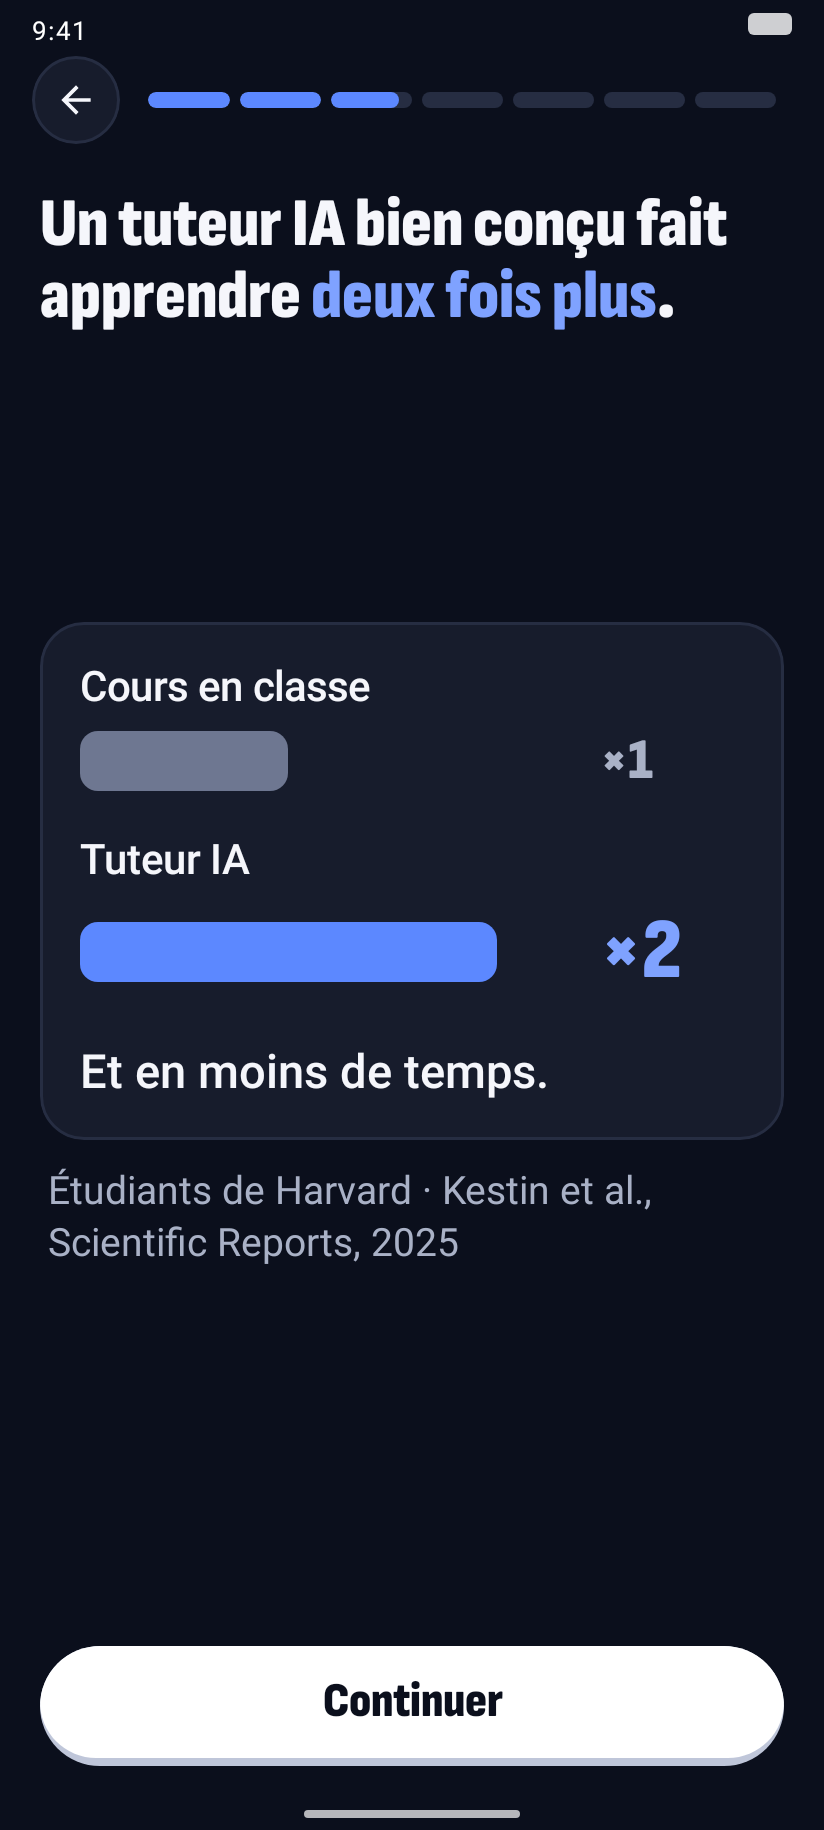 9:41
Un tuteur IA bien conçu fait
apprendre deux fois plus.
Cours en classe
×1
Tuteur IA
×2
Et en moins de temps.
Étudiants de Harvard · Kestin et al.,
Scientific Reports, 2025
Continuer